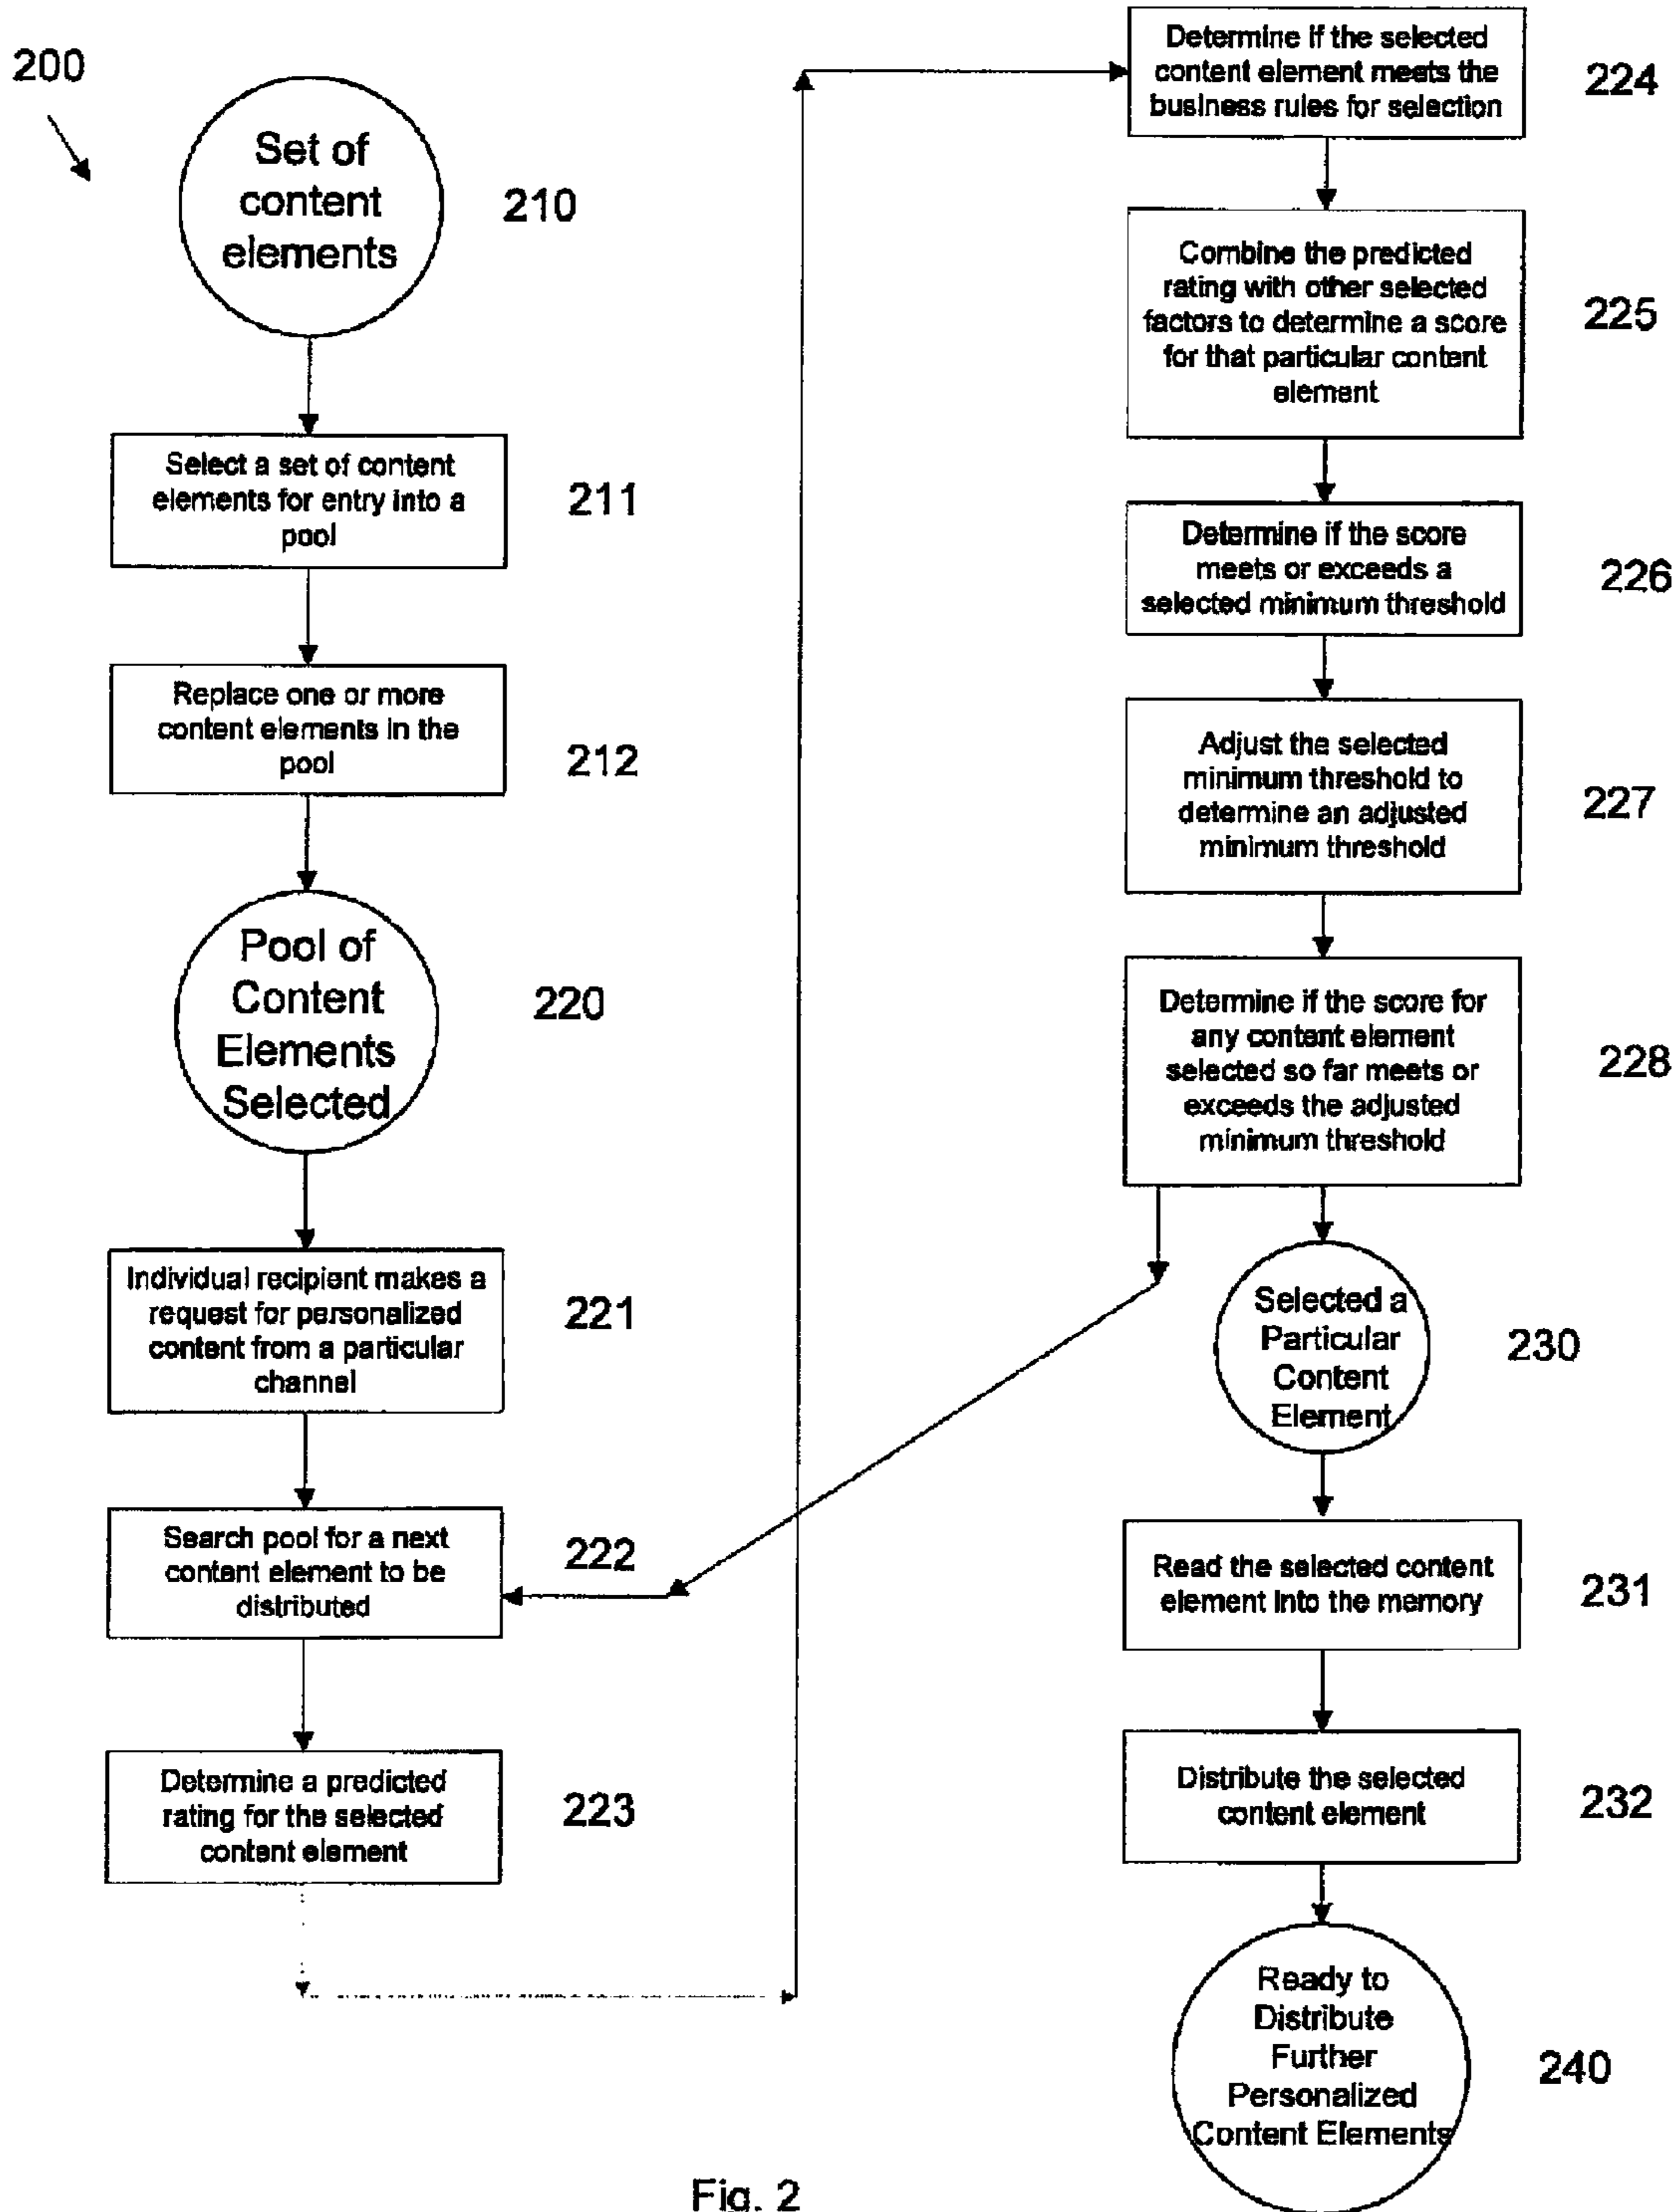 200
Set of
content
elements
210
Select a set of content
elements for entry into a
pool
211
Replace one or more
content elements in the
pool
212
Pool of
Content
Elements
Selected
220
Individual recipient makes a
request for personalized
content from a particular
channel
221
Search pool for a next
content element to be
distributed
222
Determine a predicted
rating for the selected
content element
223
Determine if the selected
content element meets the
business rules for selection
224
Combine the predicted
rating with other selected
factors to determine a score
for that particular content
element
225
Determine if the score
meets or exceeds a
selected minimum threshold
226
Adjust the selected
minimum threshold to
determine an adjusted
minimum threshold
227
Determine if the score for
any content element
selected so far meets or
exceeds the adjusted
minimum threshold
228
Selected a
Particular
Content
Element
230
Read the selected content
element into the memory
231
Distribute the selected
content element
232
Ready to
Distribute
Further
Personalized
Content Elements
240
Fig. 2